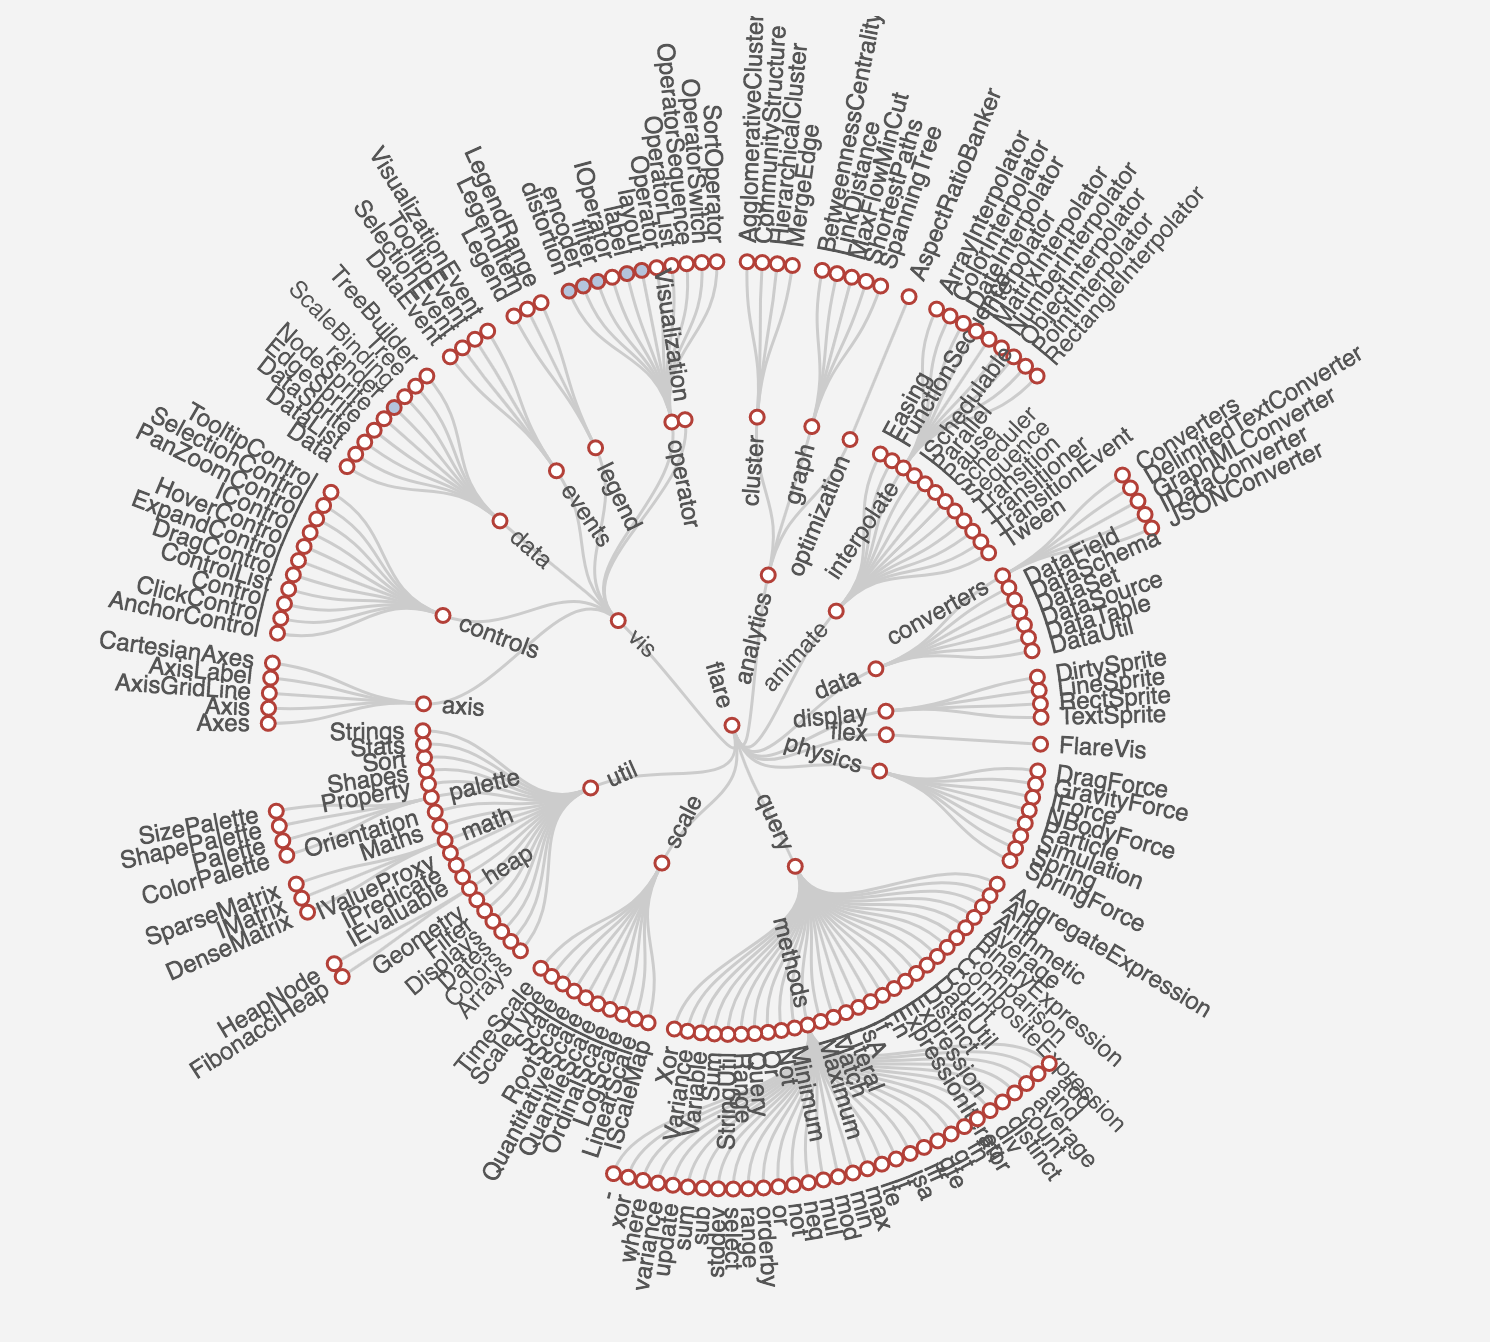 flare
analytics
cluster
AgglomerativeCluster
CommunityStructure
HierarchicalCluster
MergeEdge
graph
BetweennessCentrality
LinkDistance
MaxFlowMinCut
ShortestPaths
SpanningTree
optimization
AspectRatioBanker
animate
Easing
FunctionSequence
interpolate
ArrayInterpolator
ColorInterpolator
DateInterpolator
Interpolator
MatrixInterpolator
NumberInterpolator
ObjectInterpolator
PointInterpolator
RectangleInterpolator
ISchedulable
Parallel
Pause
Scheduler
Sequence
Transition
Transitioner
TransitionEvent
Tween
data
converters
Converters
DelimitedTextConverter
GraphMLConverter
IDataConverter
JSONConverter
DataField
DataSchema
DataSet
DataSource
DataTable
DataUtil
display
DirtySprite
LineSprite
RectSprite
TextSprite
flex
FlareVis
physics
DragForce
GravityForce
IForce
NBodyForce
Particle
Simulation
Spring
SpringForce
query
AggregateExpression
And
Arithmetic
Average
BinaryExpression
Comparison
CompositeExpression
Count
DateUtil
Distinct
Expression
ExpressionIterator
Fn
If
IsA
Literal
Match
Maximum
methods
add
and
average
count
distinct
div
eq
fn
gt
gte
iff
isa
lt
lte
max
min
mod
mul
neq
not
or
orderby
range
select
stddev
sub
sum
update
variance
where
xor
_
Minimum
Not
Or
Query
Range
StringUtil
Sum
Variable
Variance
Xor
scale
IScaleMap
LinearScale
LogScale
OrdinalScale
QuantileScale
QuantitativeScale
RootScale
Scale
ScaleType
TimeScale
util
Arrays
Colors
Dates
Displays
Filter
Geometry
heap
FibonacciHeap
HeapNode
IEvaluable
IPredicate
IValueProxy
math
DenseMatrix
IMatrix
SparseMatrix
Maths
Orientation
palette
ColorPalette
Palette
ShapePalette
SizePalette
Property
Shapes
Sort
Stats
Strings
vis
axis
Axes
Axis
AxisGridLine
AxisLabel
CartesianAxes
controls
AnchorControl
ClickControl
Control
ControlList
DragControl
ExpandControl
HoverControl
IControl
PanZoomControl
SelectionControl
TooltipControl
data
Data
DataList
DataSprite
EdgeSprite
NodeSprite
render
ScaleBinding
Tree
TreeBuilder
events
DataEvent
SelectionEvent
TooltipEvent
VisualizationEvent
legend
Legend
LegendItem
LegendRange
operator
distortion
encoder
filter
IOperator
label
layout
Operator
OperatorList
OperatorSequence
OperatorSwitch
SortOperator
Visualization